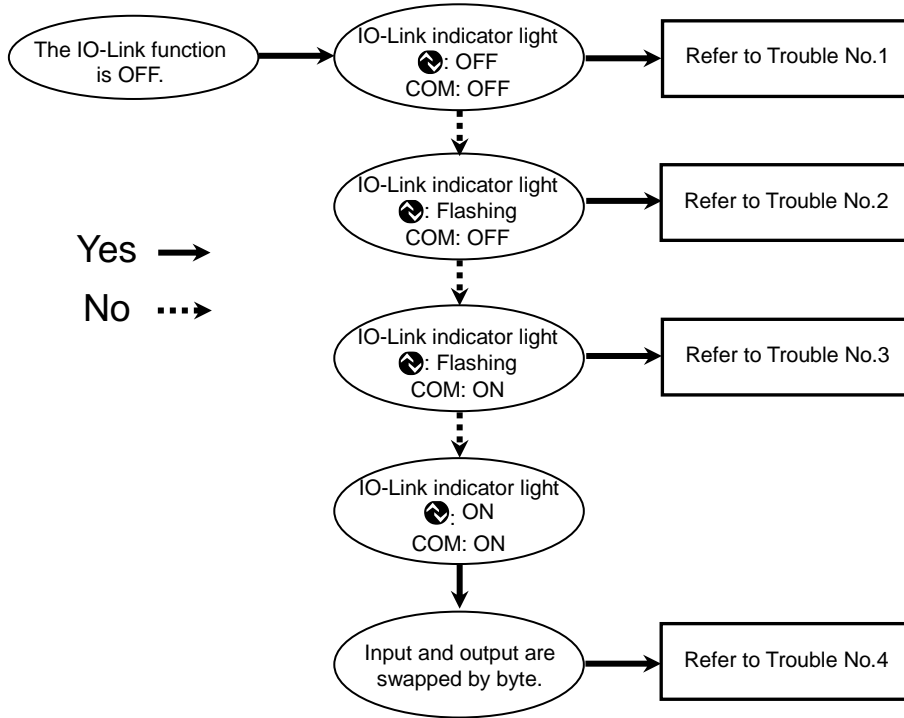 The IO-Link function
is OFF.
IO-Link indicator light
: OFF
COM: OFF
Refer to Trouble No.1
IO-Link indicator light
: Flashing
COM: OFF
Refer to Trouble No.2
Yes
No
IO-Link indicator light
: Flashing
COM: ON
Refer to Trouble No.3
IO-Link indicator light
: ON
COM: ON
Input and output are
swapped by byte.
Refer to Trouble No.4